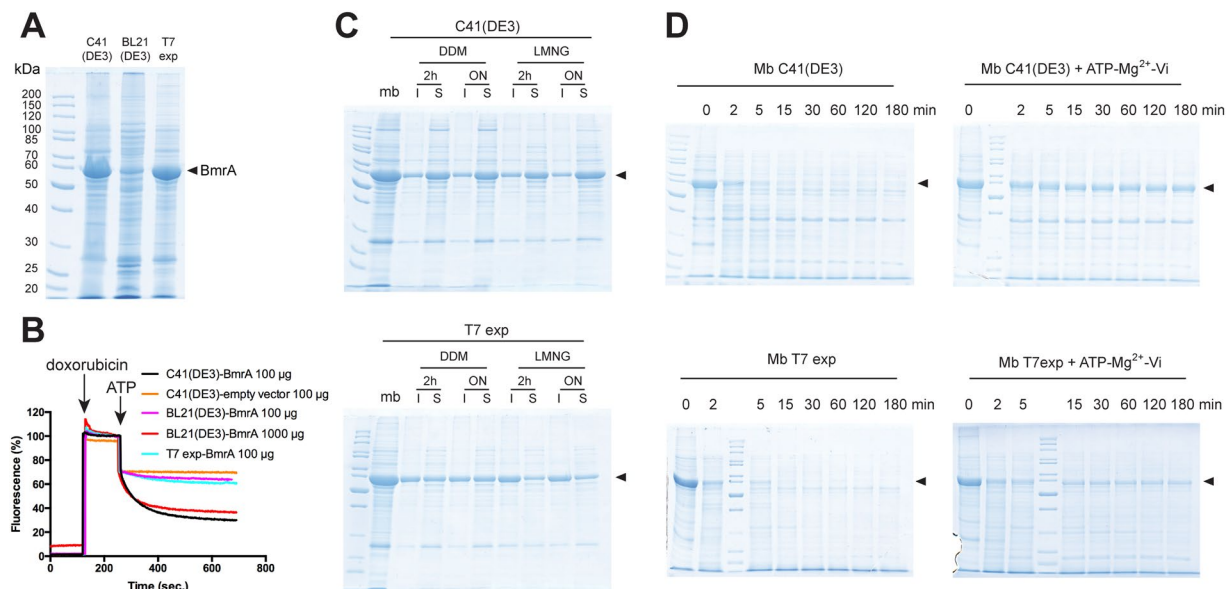 A
C41 (DE3) BL21 (DE3) T7 exp
kDa
200
150
120
100
85
70
60
50
40
30
25
20
BmrA
B
doxorubicin
ATP
C41(DE3)-BmrA 100 µg
C41(DE3)-empty vector 100 µg
BL21(DE3)-BmrA 100 µg
BL21(DE3)-BmrA 1000 µg
T7 exp-BmrA 100 µg
Fluorescence (%)
120
100
80
60
40
20
0
0 200 400 600 800
Time (sec.)
C
C41(DE3)
DDM LMNG
2h ON 2h ON
mb I S I S I S I S
T7 exp
DDM LMNG
2h ON 2h ON
mb I S I S I S I S
D
Mb C41(DE3)
0 2 5 15 30 60 120 180 min
Mb C41(DE3) + ATP-Mg²⁺-Vi
0 2 5 15 30 60 120 180 min
Mb T7 exp
0 2 5 15 30 60 120 180 min
Mb T7exp + ATP-Mg²⁺-Vi
0 2 5 15 30 60 120 180 min